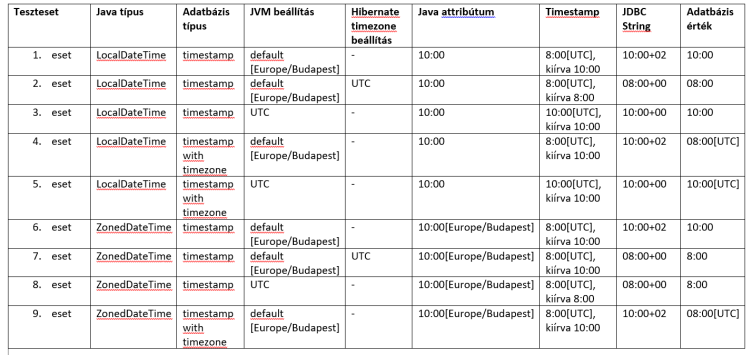 Teszteset Java típus Adatbázis típus JVM beállítás Hibernate timezone beállítás Java attribútum Timestamp JDBC String Adatbázis érték
1. eset LocalDateTime timestamp default [Europe/Budapest] - 10:00 8:00[UTC], kiírva 10:00 10:00+02 10:00
2. eset LocalDateTime timestamp default [Europe/Budapest] UTC 10:00 8:00[UTC], kiírva 8:00 08:00+00 08:00
3. eset LocalDateTime timestamp UTC - 10:00 10:00[UTC], kiírva 10:00 10:00+00 10:00
4. eset LocalDateTime timestamp with timezone default [Europe/Budapest] - 10:00 8:00[UTC], kiírva 10:00 10:00+02 08:00[UTC]
5. eset LocalDateTime timestamp with timezone UTC - 10:00 10:00[UTC], kiírva 10:00 10:00+00 10:00[UTC]
6. eset ZonedDateTime timestamp default [Europe/Budapest] - 10:00[Europe/Budapest] 8:00[UTC], kiírva 10:00 10:00+02 10:00
7. eset ZonedDateTime timestamp default [Europe/Budapest] UTC 10:00[Europe/Budapest] 8:00[UTC], kiírva 10:00 08:00+00 8:00
8. eset ZonedDateTime timestamp UTC - 10:00[Europe/Budapest] 8:00[UTC], kiírva 8:00 08:00+00 8:00
9. eset ZonedDateTime timestamp with timezone default [Europe/Budapest] - 10:00[Europe/Budapest] 8:00[UTC], kiírva 10:00 10:00+02 08:00[UTC]